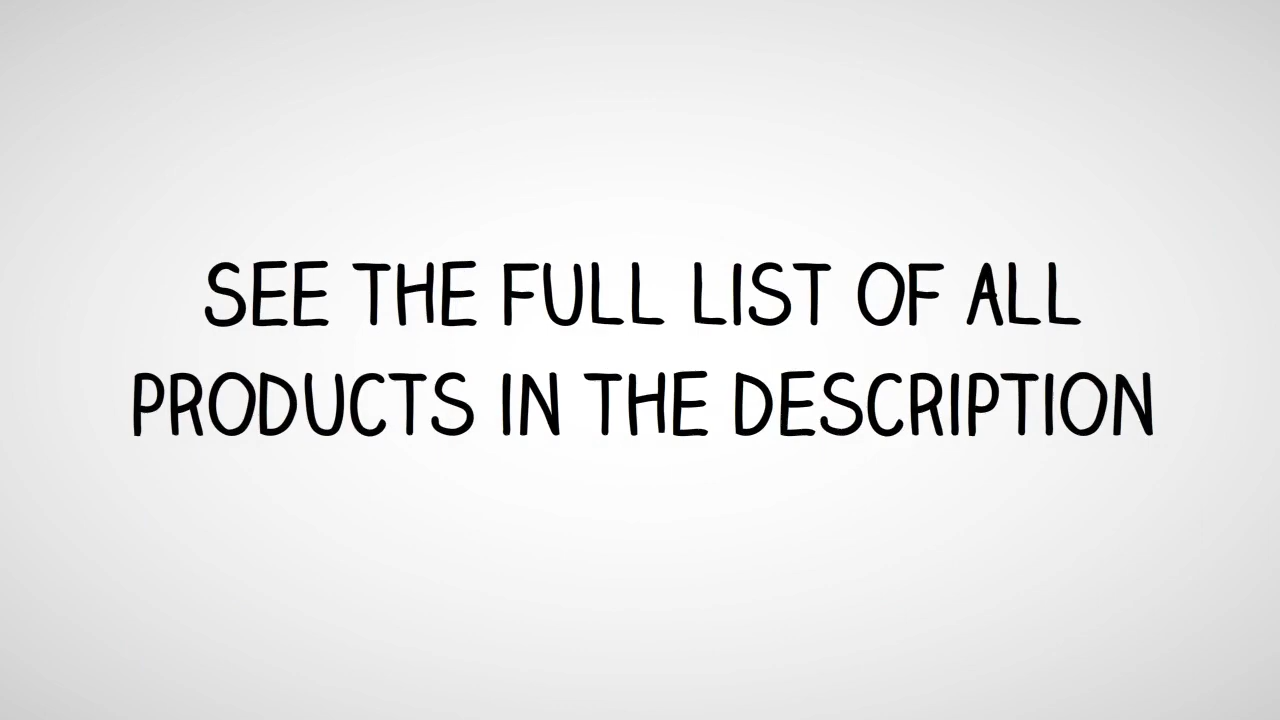 SEE THE FULL LIST OF ALL
PRODUCTS IN THE DESCRIPTION